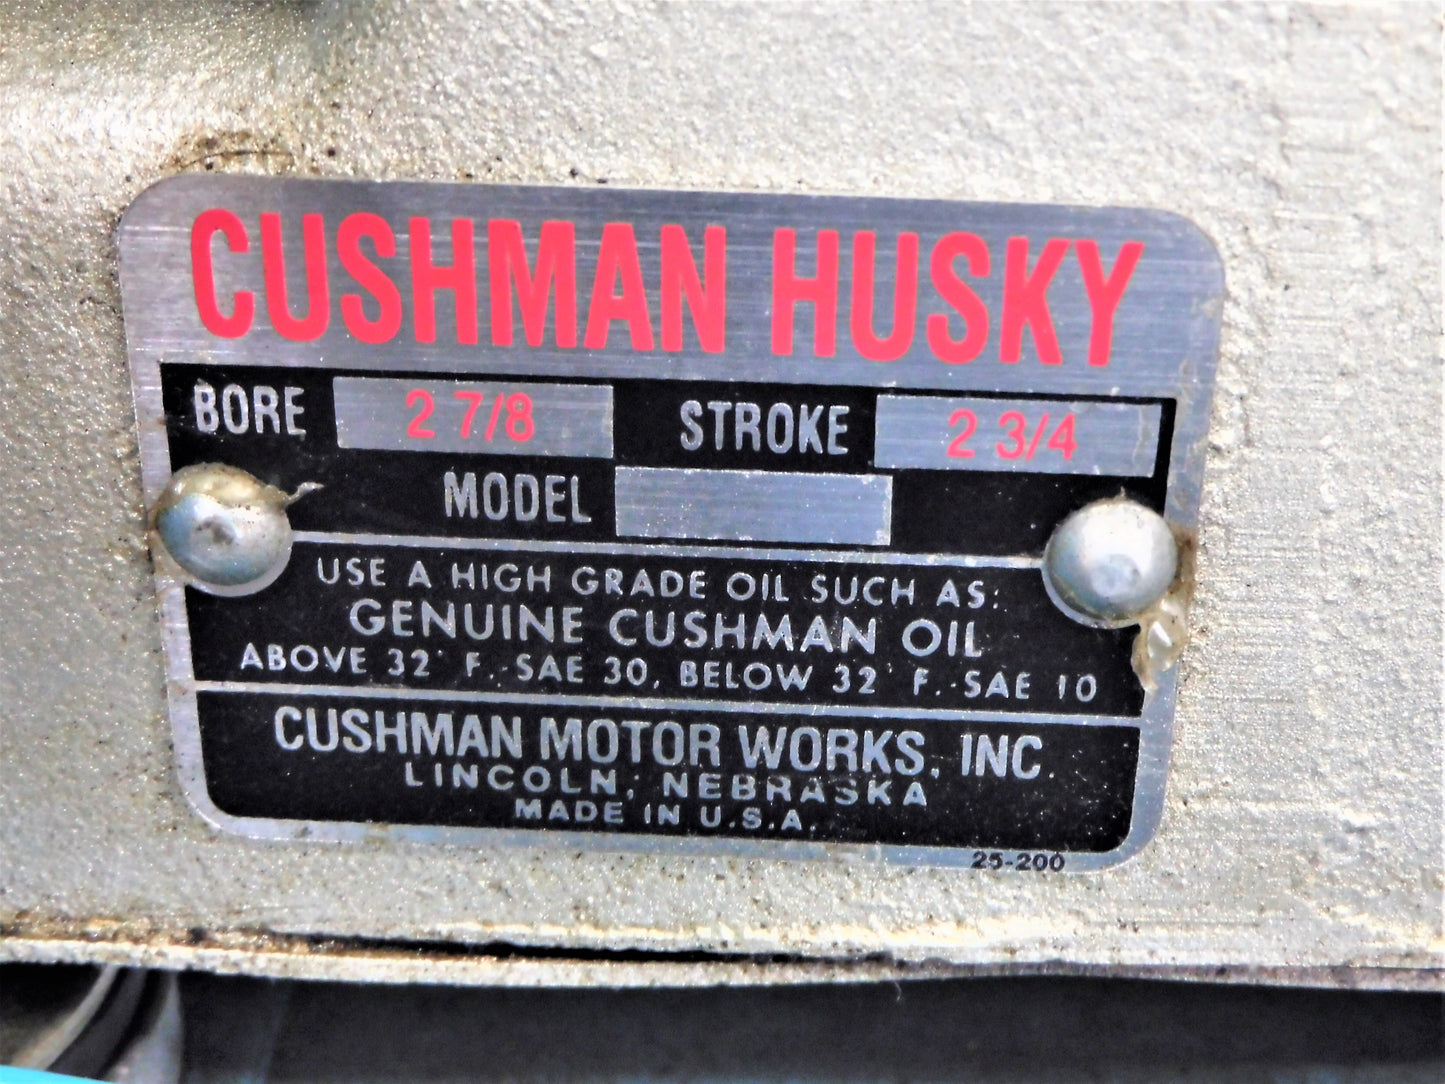 CUSHMAN HUSKY
BORE 2 7/8 STROKE 2 3/4
MODEL
USE A HIGH GRADE OIL SUCH AS:
GENUINE CUSHMAN OIL
ABOVE 32° F.-SAE 30, BELOW 32° F.-SAE 10
CUSHMAN MOTOR WORKS, INC.
LINCOLN, NEBRASKA
MADE IN U.S.A.
25-200